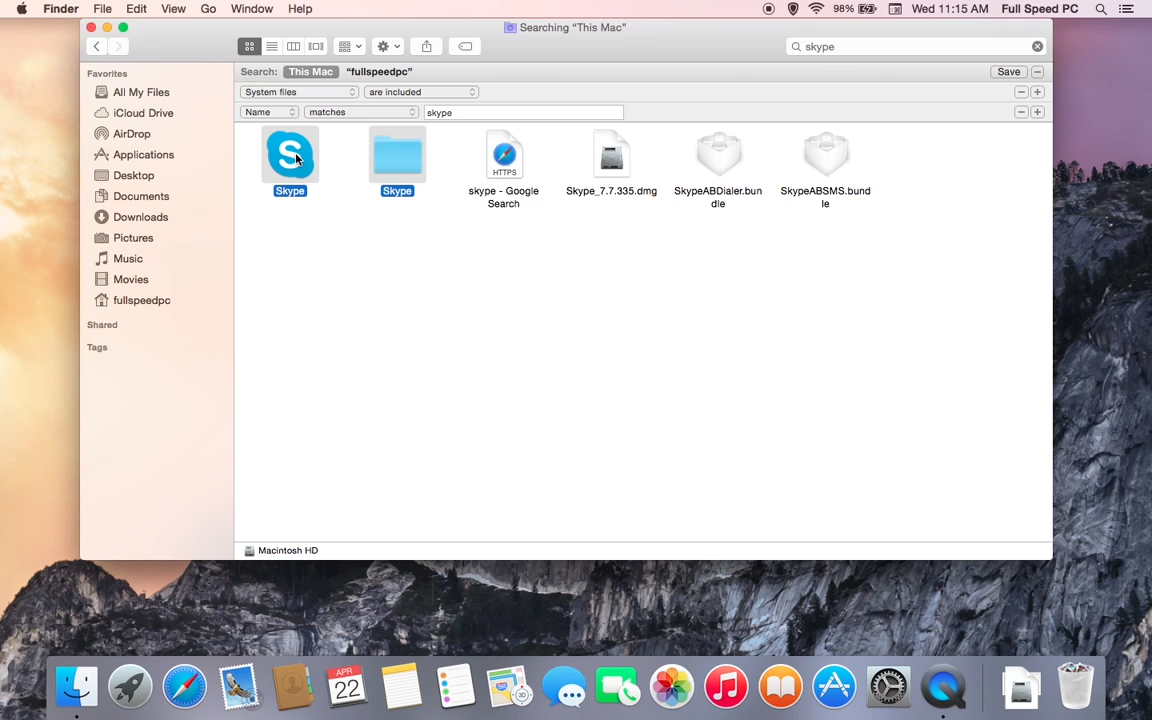 Finder File Edit View Go Window Help 98% Wed 11:15 AM Full Speed PC
Searching “This Mac”
skype
Favorites
All My Files
iCloud Drive
AirDrop
Applications
Desktop
Documents
Downloads
Pictures
Music
Movies
fullspeedpc
Shared
Tags
Search: This Mac “fullspeedpc” Save
System files are included
Name matches skype
S
Skype
Skype
HTTPS
skype - Google
Search
Skype_7.7.335.dmg
SkypeABDialer.bun
dle
SkypeABSMS.bund
le
Macintosh HD
APR
22
3D